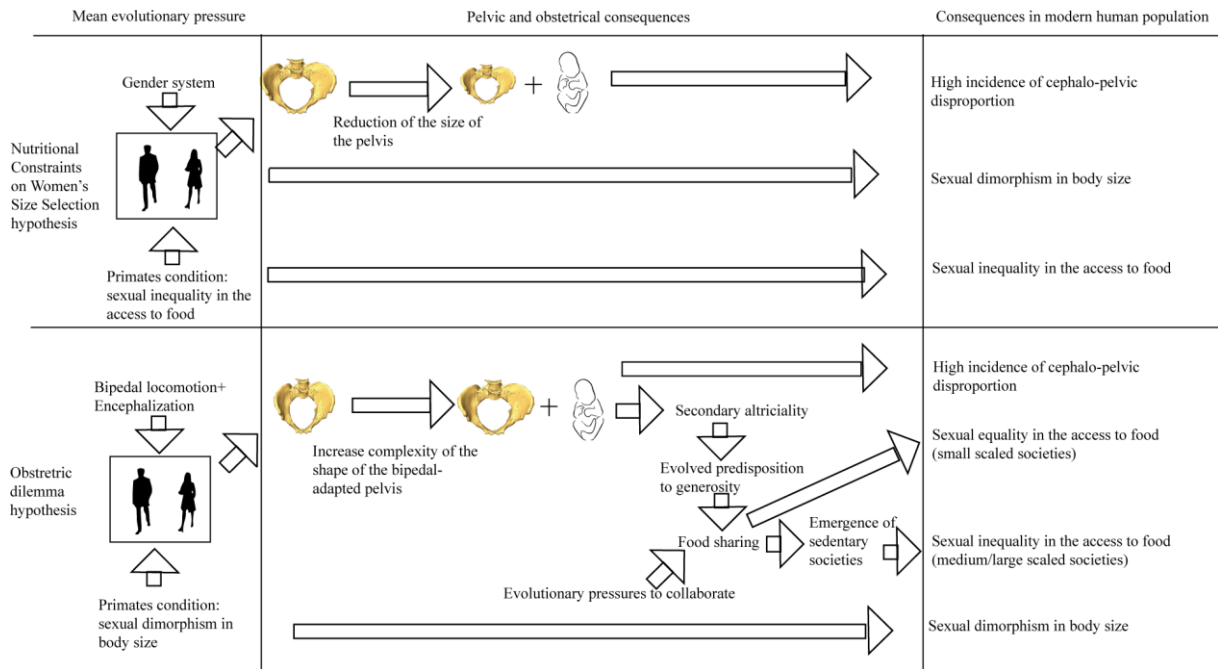 Mean evolutionary pressure
Pelvic and obstetrical consequences
Consequences in modern human population
Gender system
Nutritional
Constraints
on Women's
Size Selection
hypothesis
Primates condition:
sexual inequality in the
access to food
+
Reduction of the size of
the pelvis
High incidence of cephalo-pelvic
disproportion
Sexual dimorphism in body size
Sexual inequality in the access to food
Bipedal locomotion+
Encephalization
Obstretric
dilemma
hypothesis
Primates condition:
sexual dimorphism in
body size
+
Increase complexity of the
shape of the bipedal-
adapted pelvis
Secondary altriciality
Evolved predisposition
to generosity
Food sharing
Emergence of
sedentary
societies
Evolutionary pressures to collaborate
High incidence of cephalo-pelvic
disproportion
Sexual equality in the access to food
(small scaled societies)
Sexual inequality in the access to food
(medium/large scaled societies)
Sexual dimorphism in body size